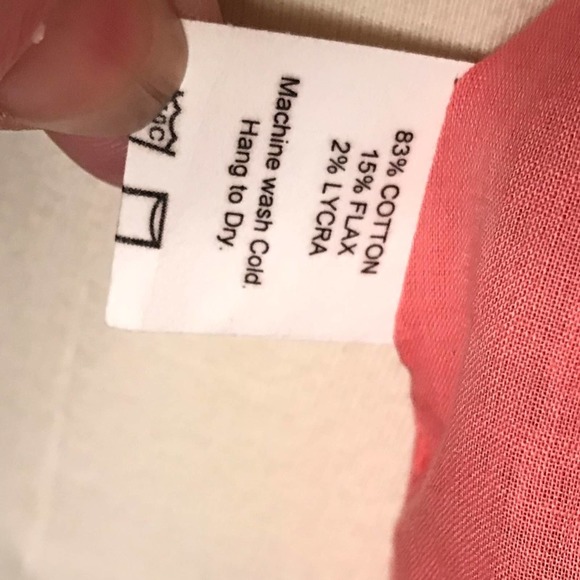 83% COTTON
15% FLAX
2% LYCRA
Machine wash Cold.
Hang to Dry.